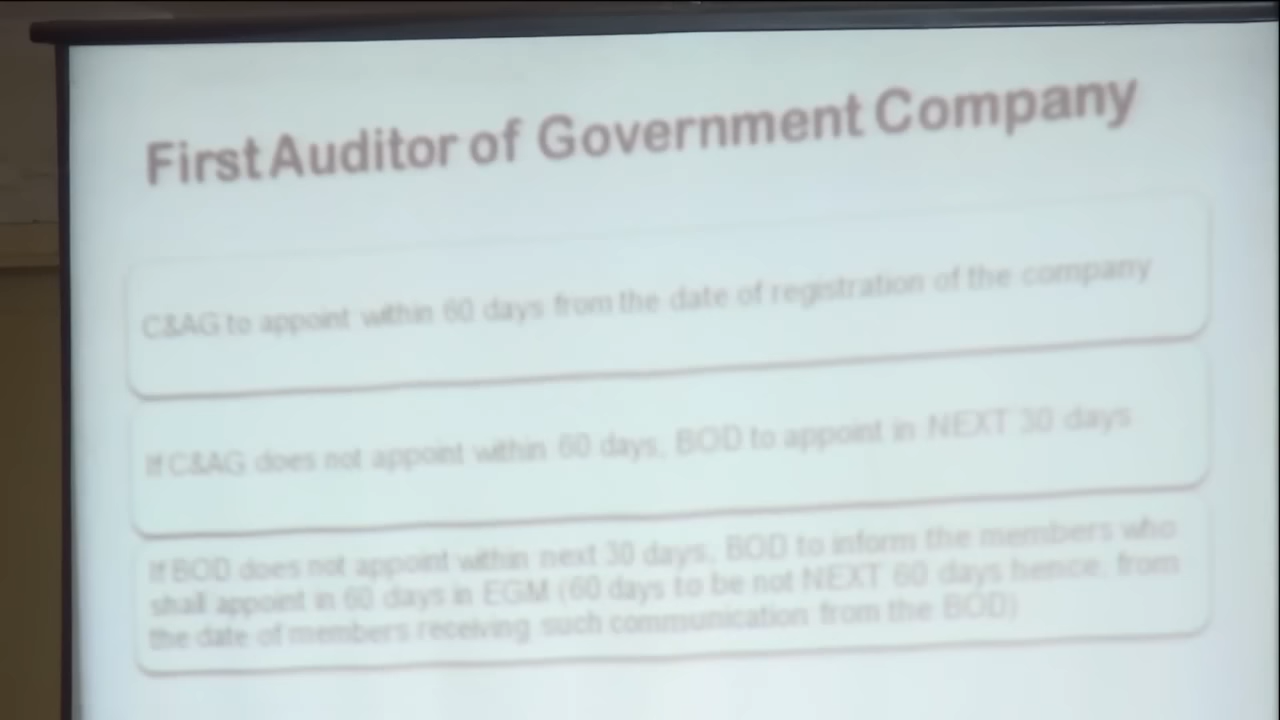 First Auditor of Government Company
C&AG to appoint within 60 days from the date of registration of the company
If C&AG does not appoint within 60 days, BOD to appoint in NEXT 30 days
If BOD does not appoint within next 30 days, BOD to inform the members who
shall appoint in 60 days in EGM (60 days to be not NEXT 60 days hence, from
the date of members receiving such communication from the BOD)